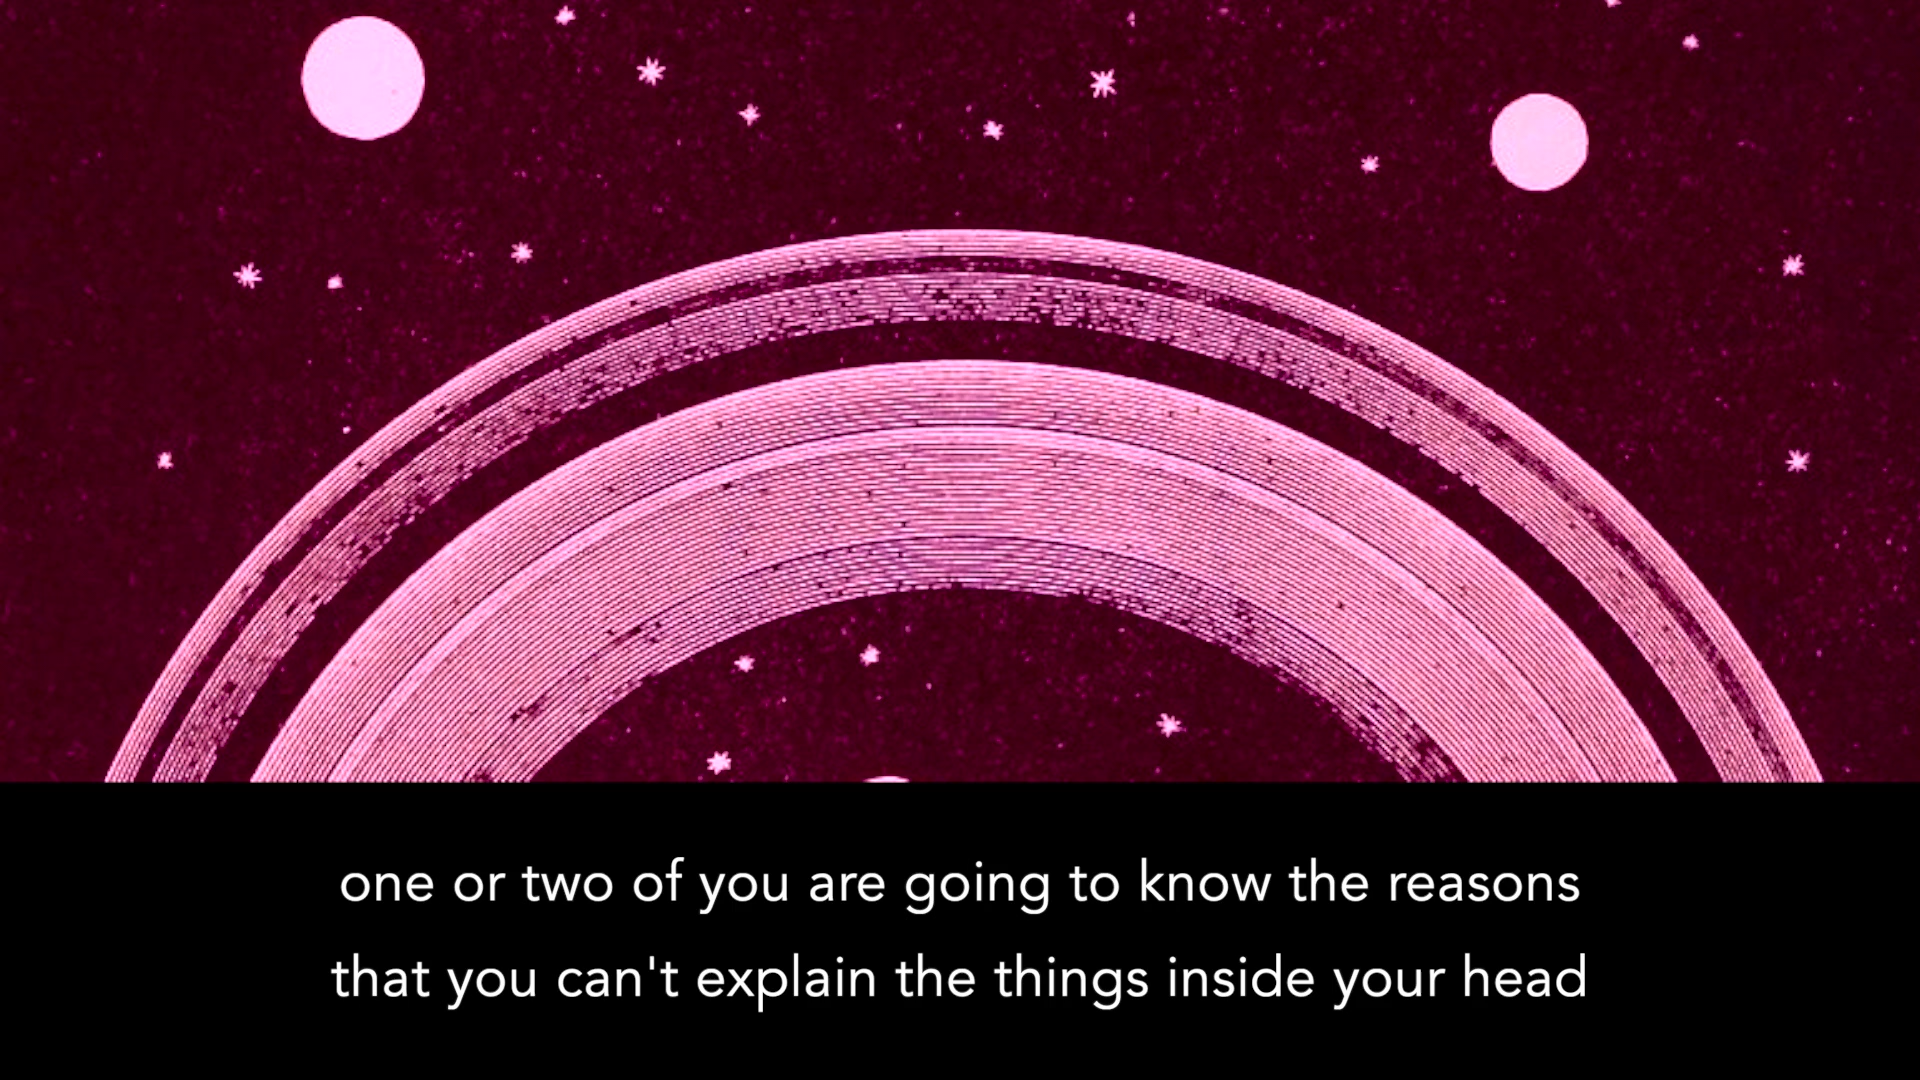 one or two of you are going to know the reasons
that you can't explain the things inside your head